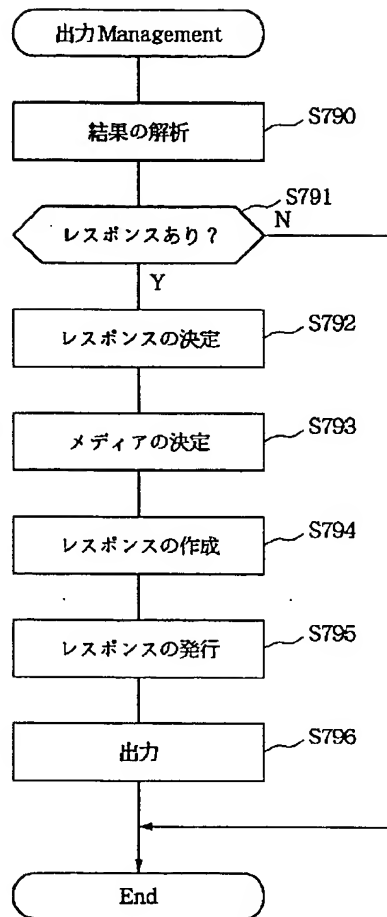 出力Management
結果の解析
S790
S791
レスポンスあり？
N
Y
レスポンスの決定
S792
メディアの決定
S793
レスポンスの作成
S794
レスポンスの発行
S795
出力
S796
End